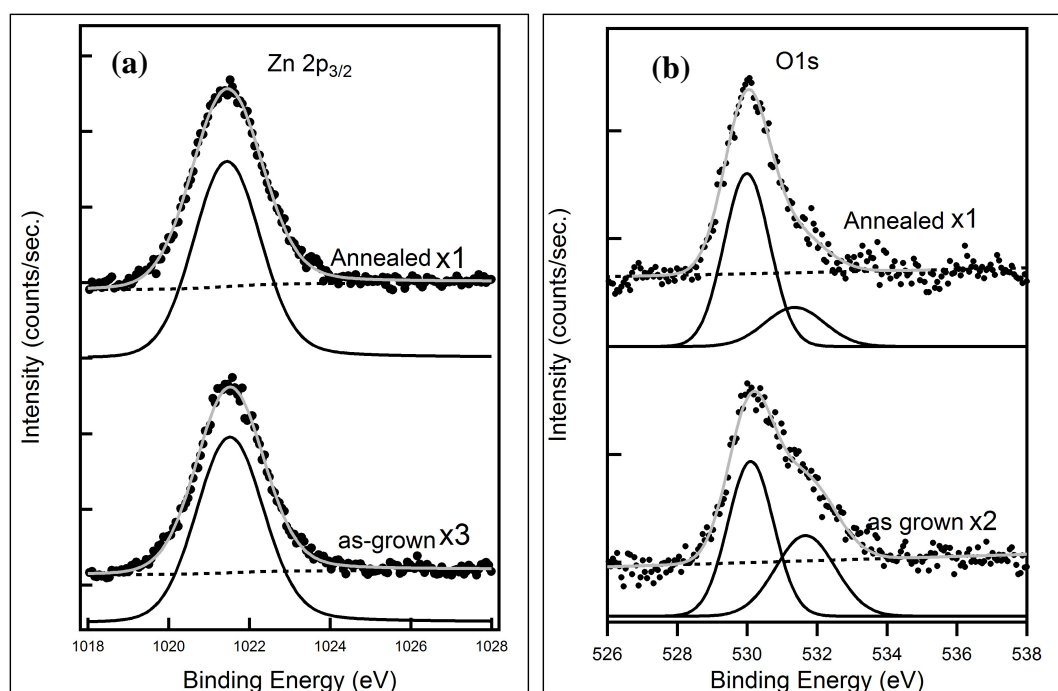 (a)
Zn 2p3/2
Annealed x1
as-grown x3
Intensity (counts/sec.)
1018 1020 1022 1024 1026 1028
Binding Energy (eV)
(b)
O1s
Annealed x1
as grown x2
Intensity (counts/sec.)
526 528 530 532 534 536 538
Binding Energy (eV)